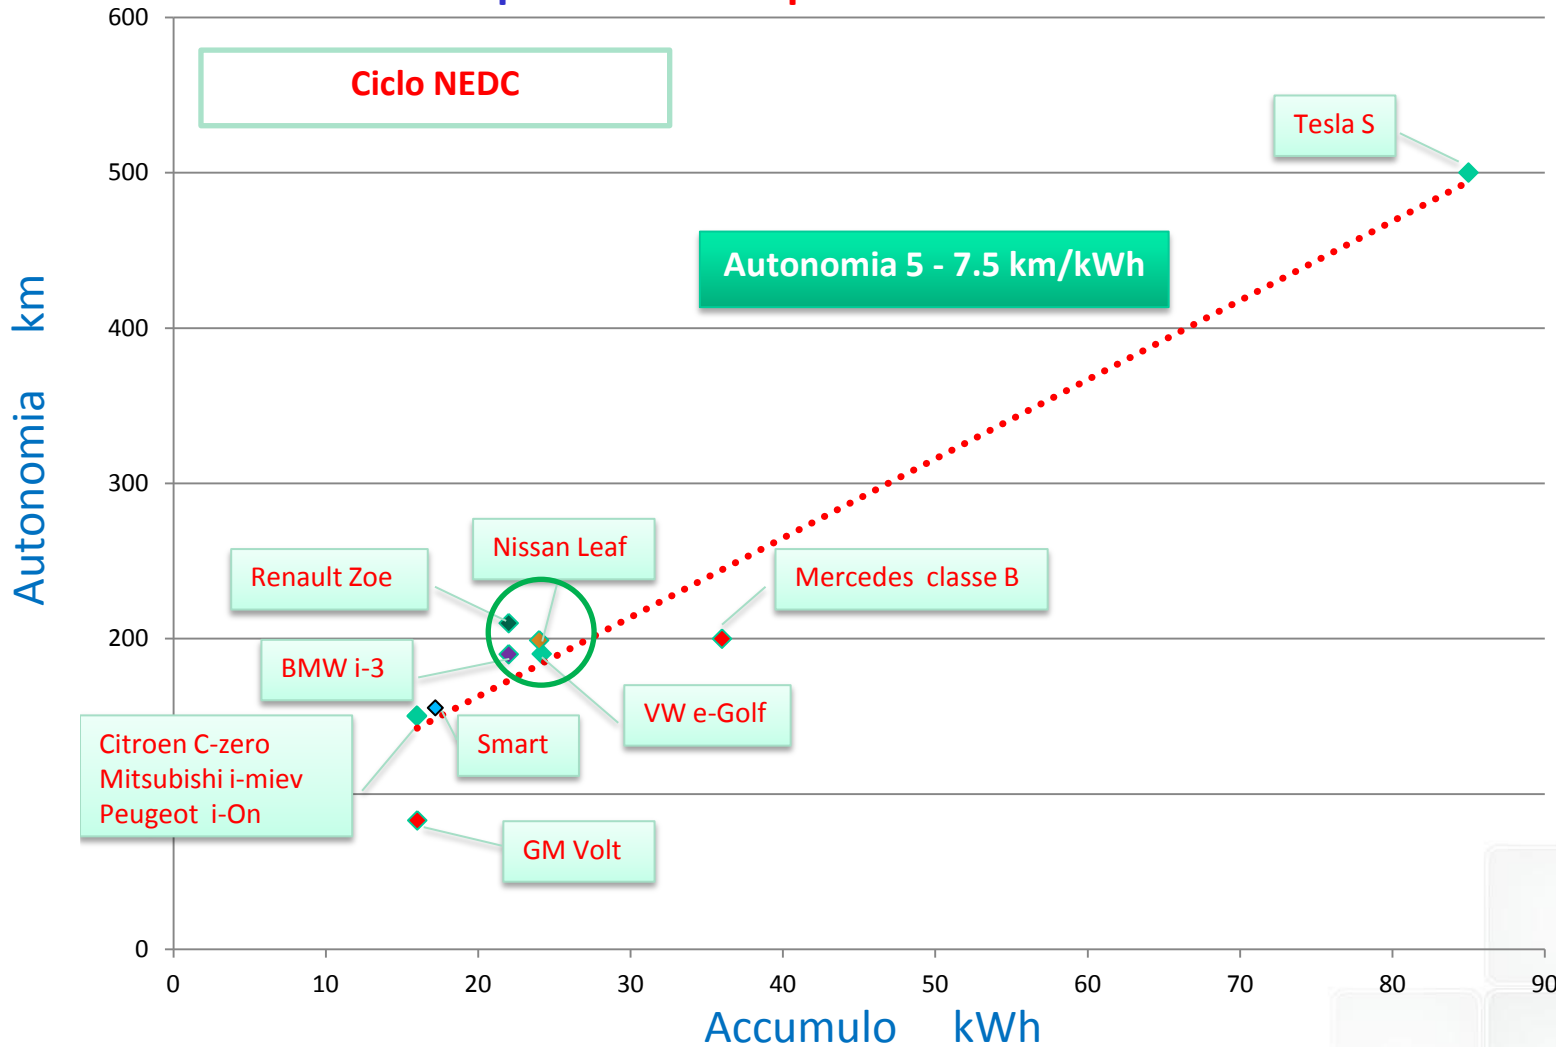 600
Ciclo NEDC
Tesla S
500
Autonomia 5 - 7.5 km/kWh
400
Autonomia km
300
Nissan Leaf
Renault Zoe
Mercedes classe B
200
BMW i-3
VW e-Golf
Citroen C-zero
Mitsubishi i-miev
Peugeot i-On
Smart
GM Volt
0
0 10 20 30 40 50 60 70 80 90
Accumulo kWh